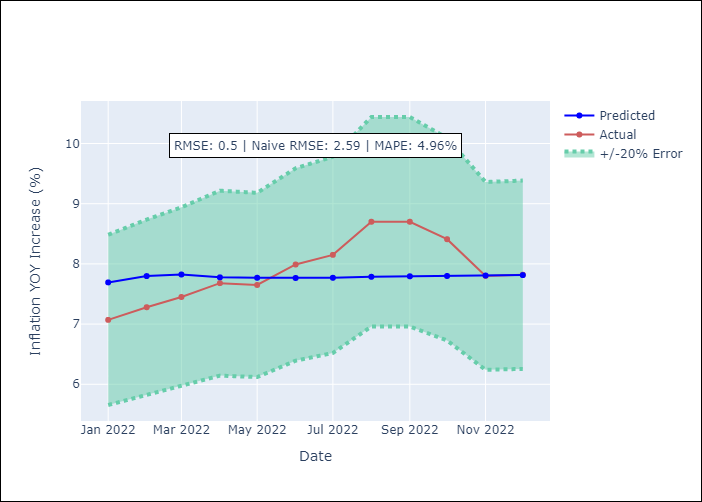 RMSE: 0.5 | Naive RMSE: 2.59 | MAPE: 4.96%
Predicted
Actual
+/-20% Error
10
9
8
7
6
Inflation YOY Increase (%)
Jan 2022
Mar 2022
May 2022
Jul 2022
Sep 2022
Nov 2022
Date